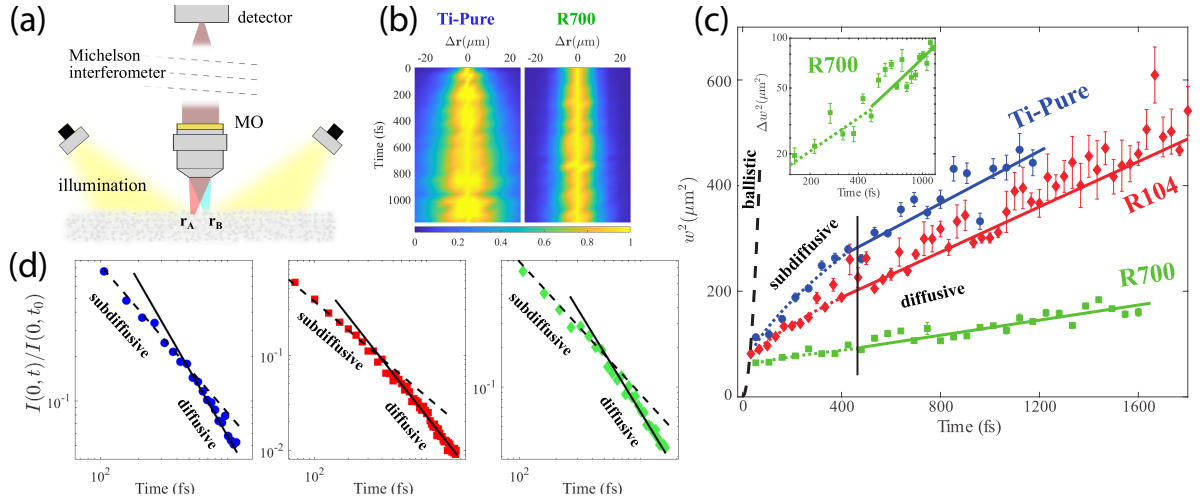 (a)
detector
Michelson
interferometer
MO
illumination
r_A r_B
(b)
Ti-Pure R700
Δr(μm) Δr(μm)
-20 0 20 -20 0 20
Time (fs)
0
200
400
600
800
1000
0 0.2 0.4 0.6 0.8 1
(c)
w² (μm²)
600
400
200
0
0 400 800 1200 1600
Time (fs)
ballistic
subdiffusive
diffusive
Ti-Pure
R104
R700
R700
Δw² (μm²)
100
80
50
30
200 400 1000
Time (fs)
(d)
I(0, t)/I(0, t₀)
10⁻¹
subdiffusive
diffusive
10²
Time (fs)
10⁻¹
10⁻²
subdiffusive
diffusive
10²
Time (fs)
10⁻¹
subdiffusive
diffusive
10²
Time (fs)